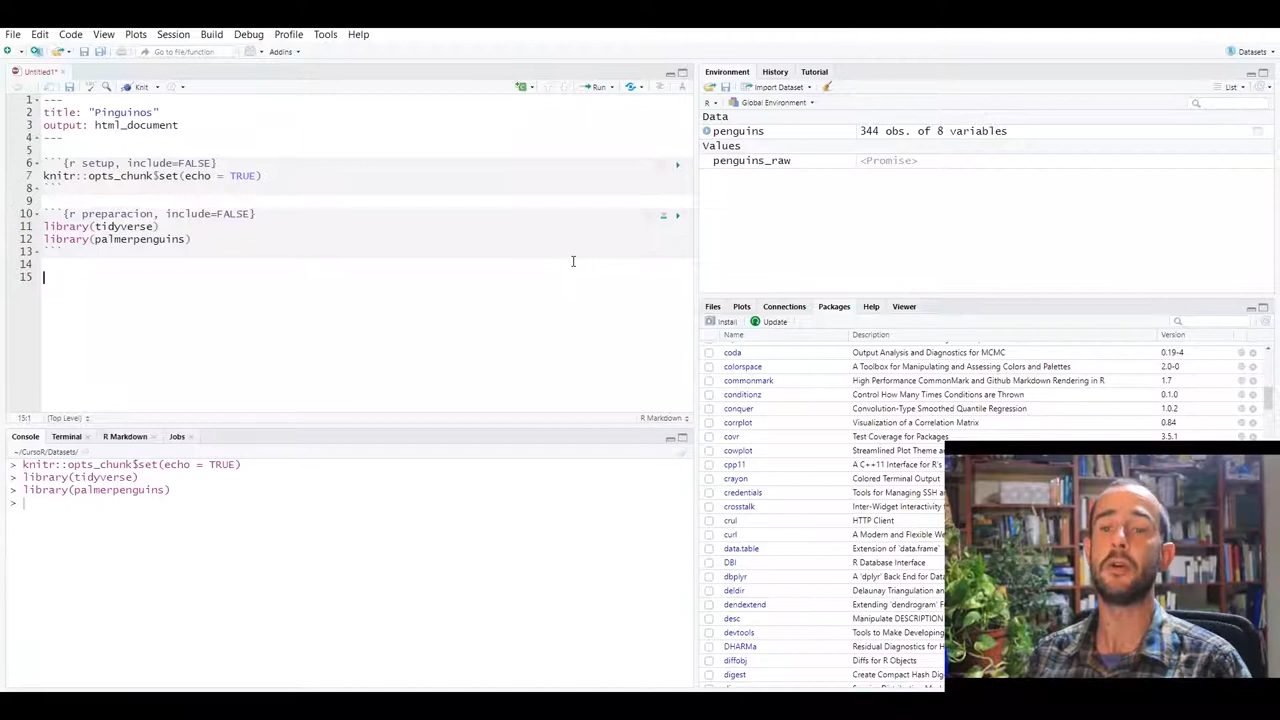 File Edit Code View Plots Session Build Debug Profile Tools Help
Go to file/function Addins Datasets
Untitled1* ×
Knit Run
1 ---
2 title: "Pinguinos"
3 output: html_document
4 ---
5
6 ```{r setup, include=FALSE}
7 knitr::opts_chunk$set(echo = TRUE)
8 ```
9
10 ```{r preparacion, include=FALSE}
11 library(tidyverse)
12 library(palmerpenguins)
13 ```
14
15
15:1 (Top Level) R Markdown
Console Terminal × R Markdown × Jobs ×
~/CursoR/Datasets/
> knitr::opts_chunk$set(echo = TRUE)
> library(tidyverse)
> library(palmerpenguins)
>
Environment History Tutorial
Import Dataset List
R Global Environment
Data
penguins 344 obs. of 8 variables
Values
penguins_raw <Promise>
Files Plots Connections Packages Help Viewer
Install Update
Name Description Version
coda Output Analysis and Diagnostics for MCMC 0.19-4
colorspace A Toolbox for Manipulating and Assessing Colors and Palettes 2.0-0
commonmark High Performance CommonMark and Github Markdown Rendering in R 1.7
conditionz Control How Many Times Conditions are Thrown 0.1.0
conquer Convolution-Type Smoothed Quantile Regression 1.0.2
corrplot Visualization of a Correlation Matrix 0.84
covr Test Coverage for Packages 3.5.1
cowplot Streamlined Plot Theme and
cpp11 A C++11 Interface for R's
crayon Colored Terminal Output
credentials Tools for Managing SSH
crosstalk Inter-Widget Interactivity
crul HTTP Client
curl A Modern and Flexible We
data.table Extension of `data.frame`
DBI R Database Interface
dbplyr A 'dplyr' Back End for Data
deldir Delaunay Triangulation and
dendextend Extending 'dendrogram' F
desc Manipulate DESCRIPTION
devtools Tools to Make Developing
DHARMa Residual Diagnostics for H
diffobj Diffs for R Objects
digest Create Compact Hash Dig